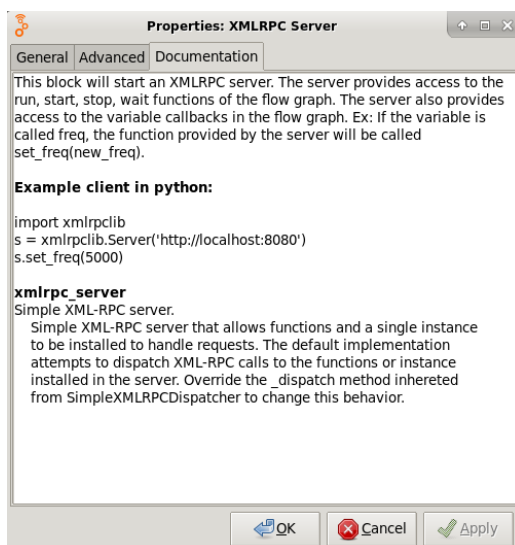 Properties: XMLRPC Server
General Advanced Documentation
This block will start an XMLRPC server. The server provides access to the
run, start, stop, wait functions of the flow graph. The server also provides
access to the variable callbacks in the flow graph. Ex: If the variable is
called freq, the function provided by the server will be called
set_freq(new_freq).
Example client in python:
import xmlrpclib
s = xmlrpclib.Server('http://localhost:8080')
s.set_freq(5000)
xmlrpc_server
Simple XML-RPC server.
Simple XML-RPC server that allows functions and a single instance
to be installed to handle requests. The default implementation
attempts to dispatch XML-RPC calls to the functions or instance
installed in the server. Override the _dispatch method inhereted
from SimpleXMLRPCDispatcher to change this behavior.
OK Cancel Apply